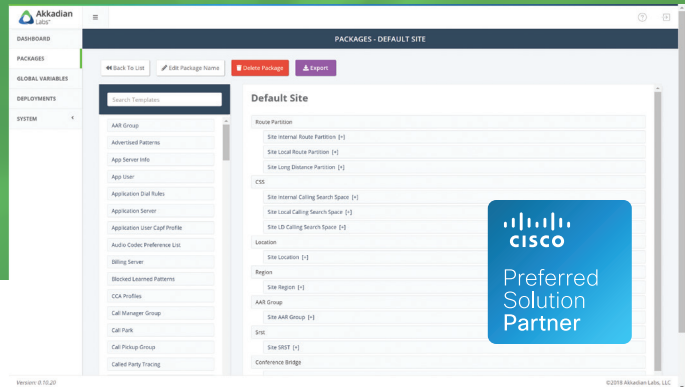 Akkadian
Labs
DASHBOARD
PACKAGES
GLOBAL VARIABLES
DEPLOYMENTS
SYSTEM
PACKAGES - DEFAULT SITE
Back To List
Edit Package Name
Delete Package
Export
Search Templates
AAR Group
Advertised Patterns
App Server Info
App User
Application Dial Rules
Application Server
Application User Capf Profile
Audio Codec Preference List
Billing Server
Blocked Learned Patterns
CCA Profiles
Call Manager Group
Call Park
Call Pickup Group
Called Party Tracing
Default Site
Route Partition
Site Internal Route Partition [+]
Site Local Route Partition [+]
Site Long Distance Partition [+]
CSS
Site Internal Calling Search Space [+]
Site Local Calling Search Space [+]
Site LD Calling Search Space [+]
Location
Site Location [+]
Region
Site Region [+]
AAR Group
Site AAR Group [+]
Srst
Site SRST [+]
Conference Bridge
CISCO
Preferred
Solution
Partner
Version: 0.10.20
©2018 Akkadian Labs, LLC